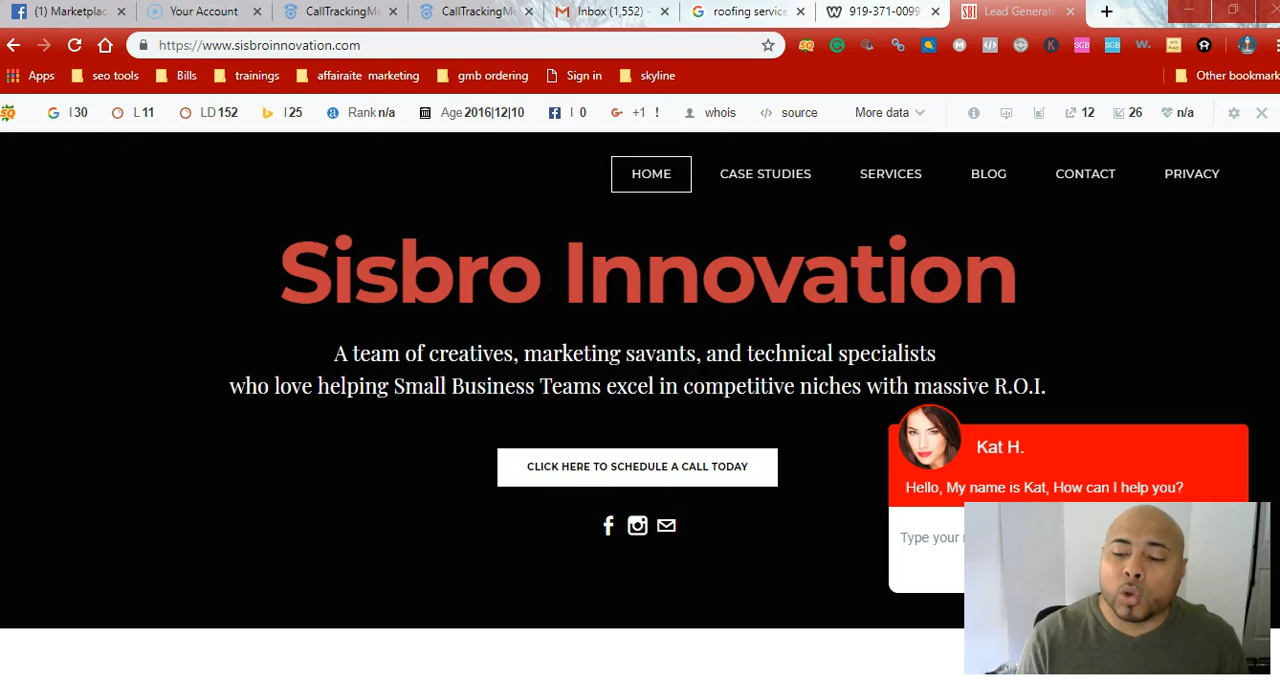 (1) Marketplac
Your Account
CallTrackingMe
CallTrackingMe
Inbox (1,552) -
roofing service
919-371-0099
SBI
Lead Generati
https://www.sisbroinnovation.com
Apps
seo tools
Bills
trainings
affairaite marketing
gmb ordering
Sign in
skyline
Other bookmark
I 30
L 11
LD 152
I 25
Rank n/a
Age 2016|12|10
I 0
+1 !
whois
source
More data
12
26
n/a
HOME
CASE STUDIES
SERVICES
BLOG
CONTACT
PRIVACY
Sisbro Innovation
A team of creatives, marketing savants, and technical specialists
who love helping Small Business Teams excel in competitive niches with massive R.O.I.
CLICK HERE TO SCHEDULE A CALL TODAY
Kat H.
Hello, My name is Kat, How can I help you?
Type your